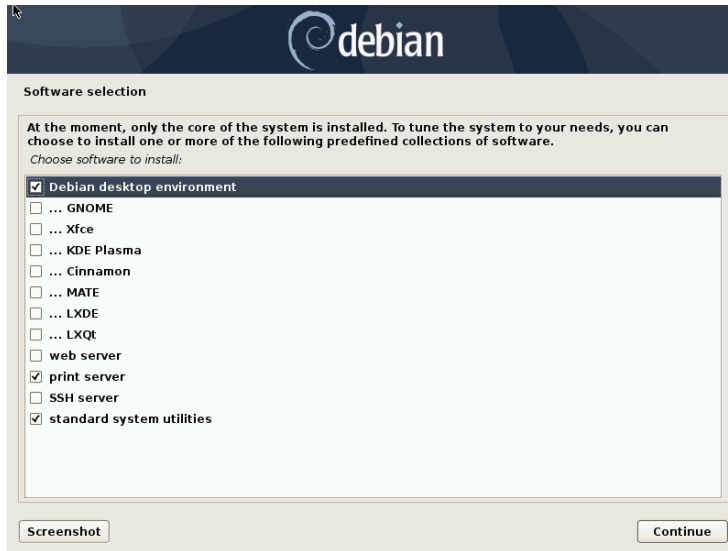 debian
Software selection
At the moment, only the core of the system is installed. To tune the system to your needs, you can
choose to install one or more of the following predefined collections of software.
Choose software to install:
Debian desktop environment
... GNOME
... Xfce
... KDE Plasma
... Cinnamon
... MATE
... LXDE
... LXQt
web server
print server
SSH server
standard system utilities
Screenshot
Continue